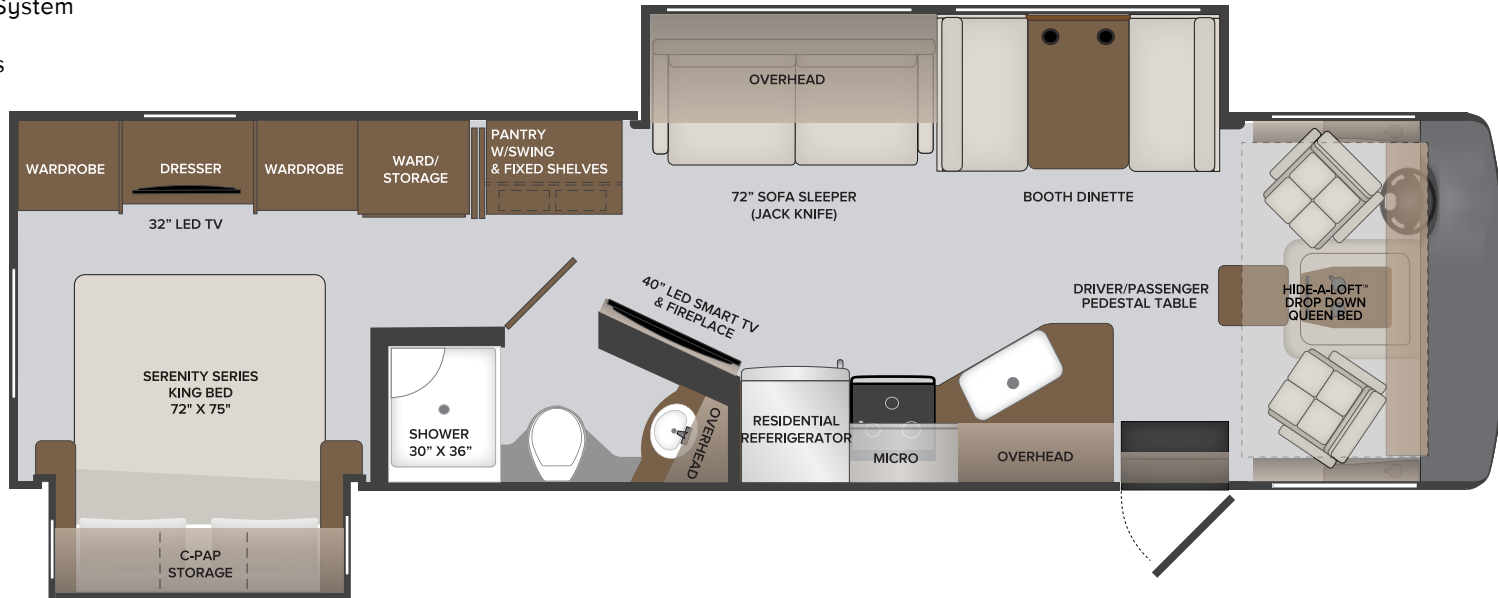 System
s
OVERHEAD
WARDROBE
DRESSER
WARDROBE
WARD/
STORAGE
PANTRY
W/SWING
& FIXED SHELVES
32” LED TV
72” SOFA SLEEPER
(JACK KNIFE)
BOOTH DINETTE
40” LED SMART TV
& FIREPLACE
DRIVER/PASSENGER
PEDESTAL TABLE
HIDE-A-LOFT™
DROP DOWN
QUEEN BED
SERENITY SERIES
KING BED
72" X 75"
SHOWER
30” X 36”
OVERHEAD
RESIDENTIAL
REFERIGERATOR
MICRO
OVERHEAD
C-PAP
STORAGE